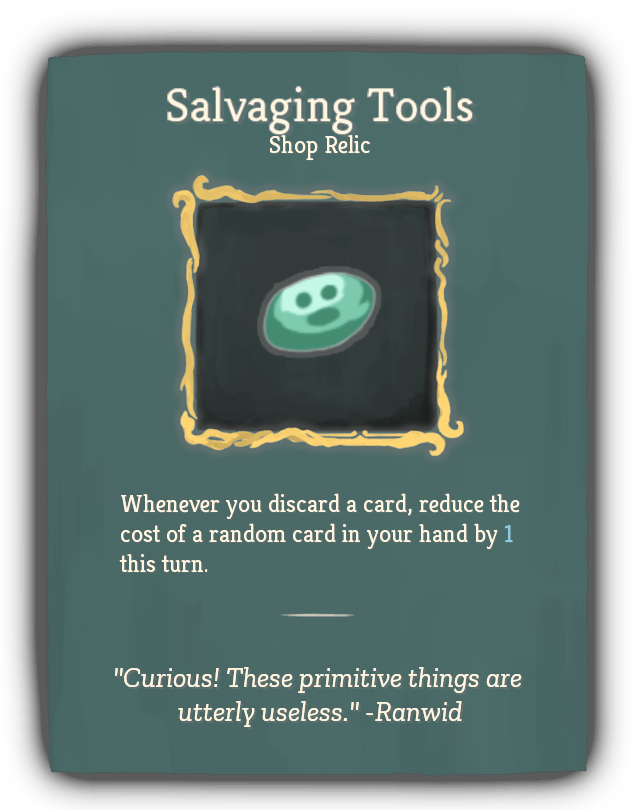 Salvaging Tools
Shop Relic
Whenever you discard a card, reduce the
cost of a random card in your hand by 1
this turn.
"Curious! These primitive things are
utterly useless." -Ranwid